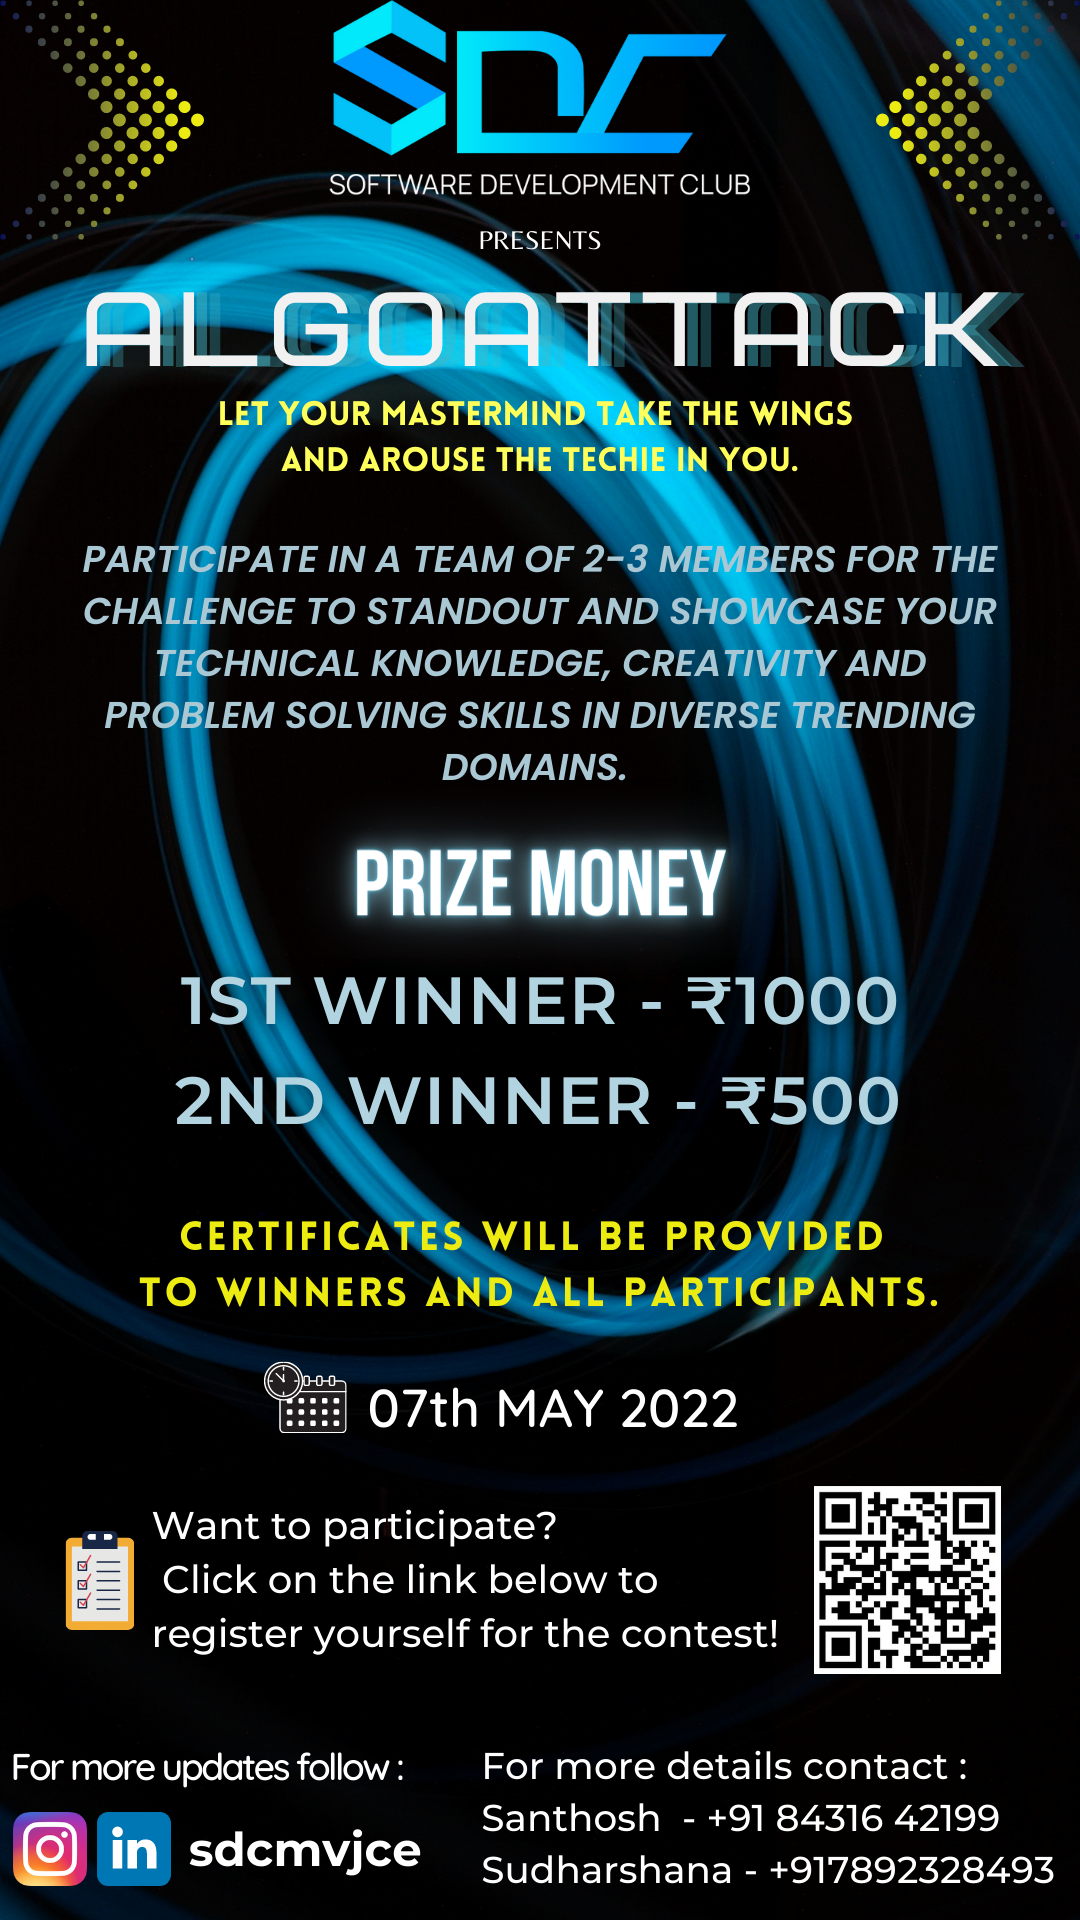 SDC
SOFTWARE DEVELOPMENT CLUB
PRESENTS
ALGOATTACK
LET YOUR MASTERMIND TAKE THE WINGS
AND AROUSE THE TECHIE IN YOU.
PARTICIPATE IN A TEAM OF 2-3 MEMBERS FOR THE
CHALLENGE TO STANDOUT AND SHOWCASE YOUR
TECHNICAL KNOWLEDGE, CREATIVITY AND
PROBLEM SOLVING SKILLS IN DIVERSE TRENDING
DOMAINS.
PRIZE MONEY
1ST WINNER - ₹1000
2ND WINNER - ₹500
CERTIFICATES WILL BE PROVIDED
TO WINNERS AND ALL PARTICIPANTS.
07th MAY 2022
Want to participate?
Click on the link below to
register yourself for the contest!
For more updates follow :
in sdcmvjce
For more details contact :
Santhosh - +91 84316 42199
Sudharshana - +917892328493